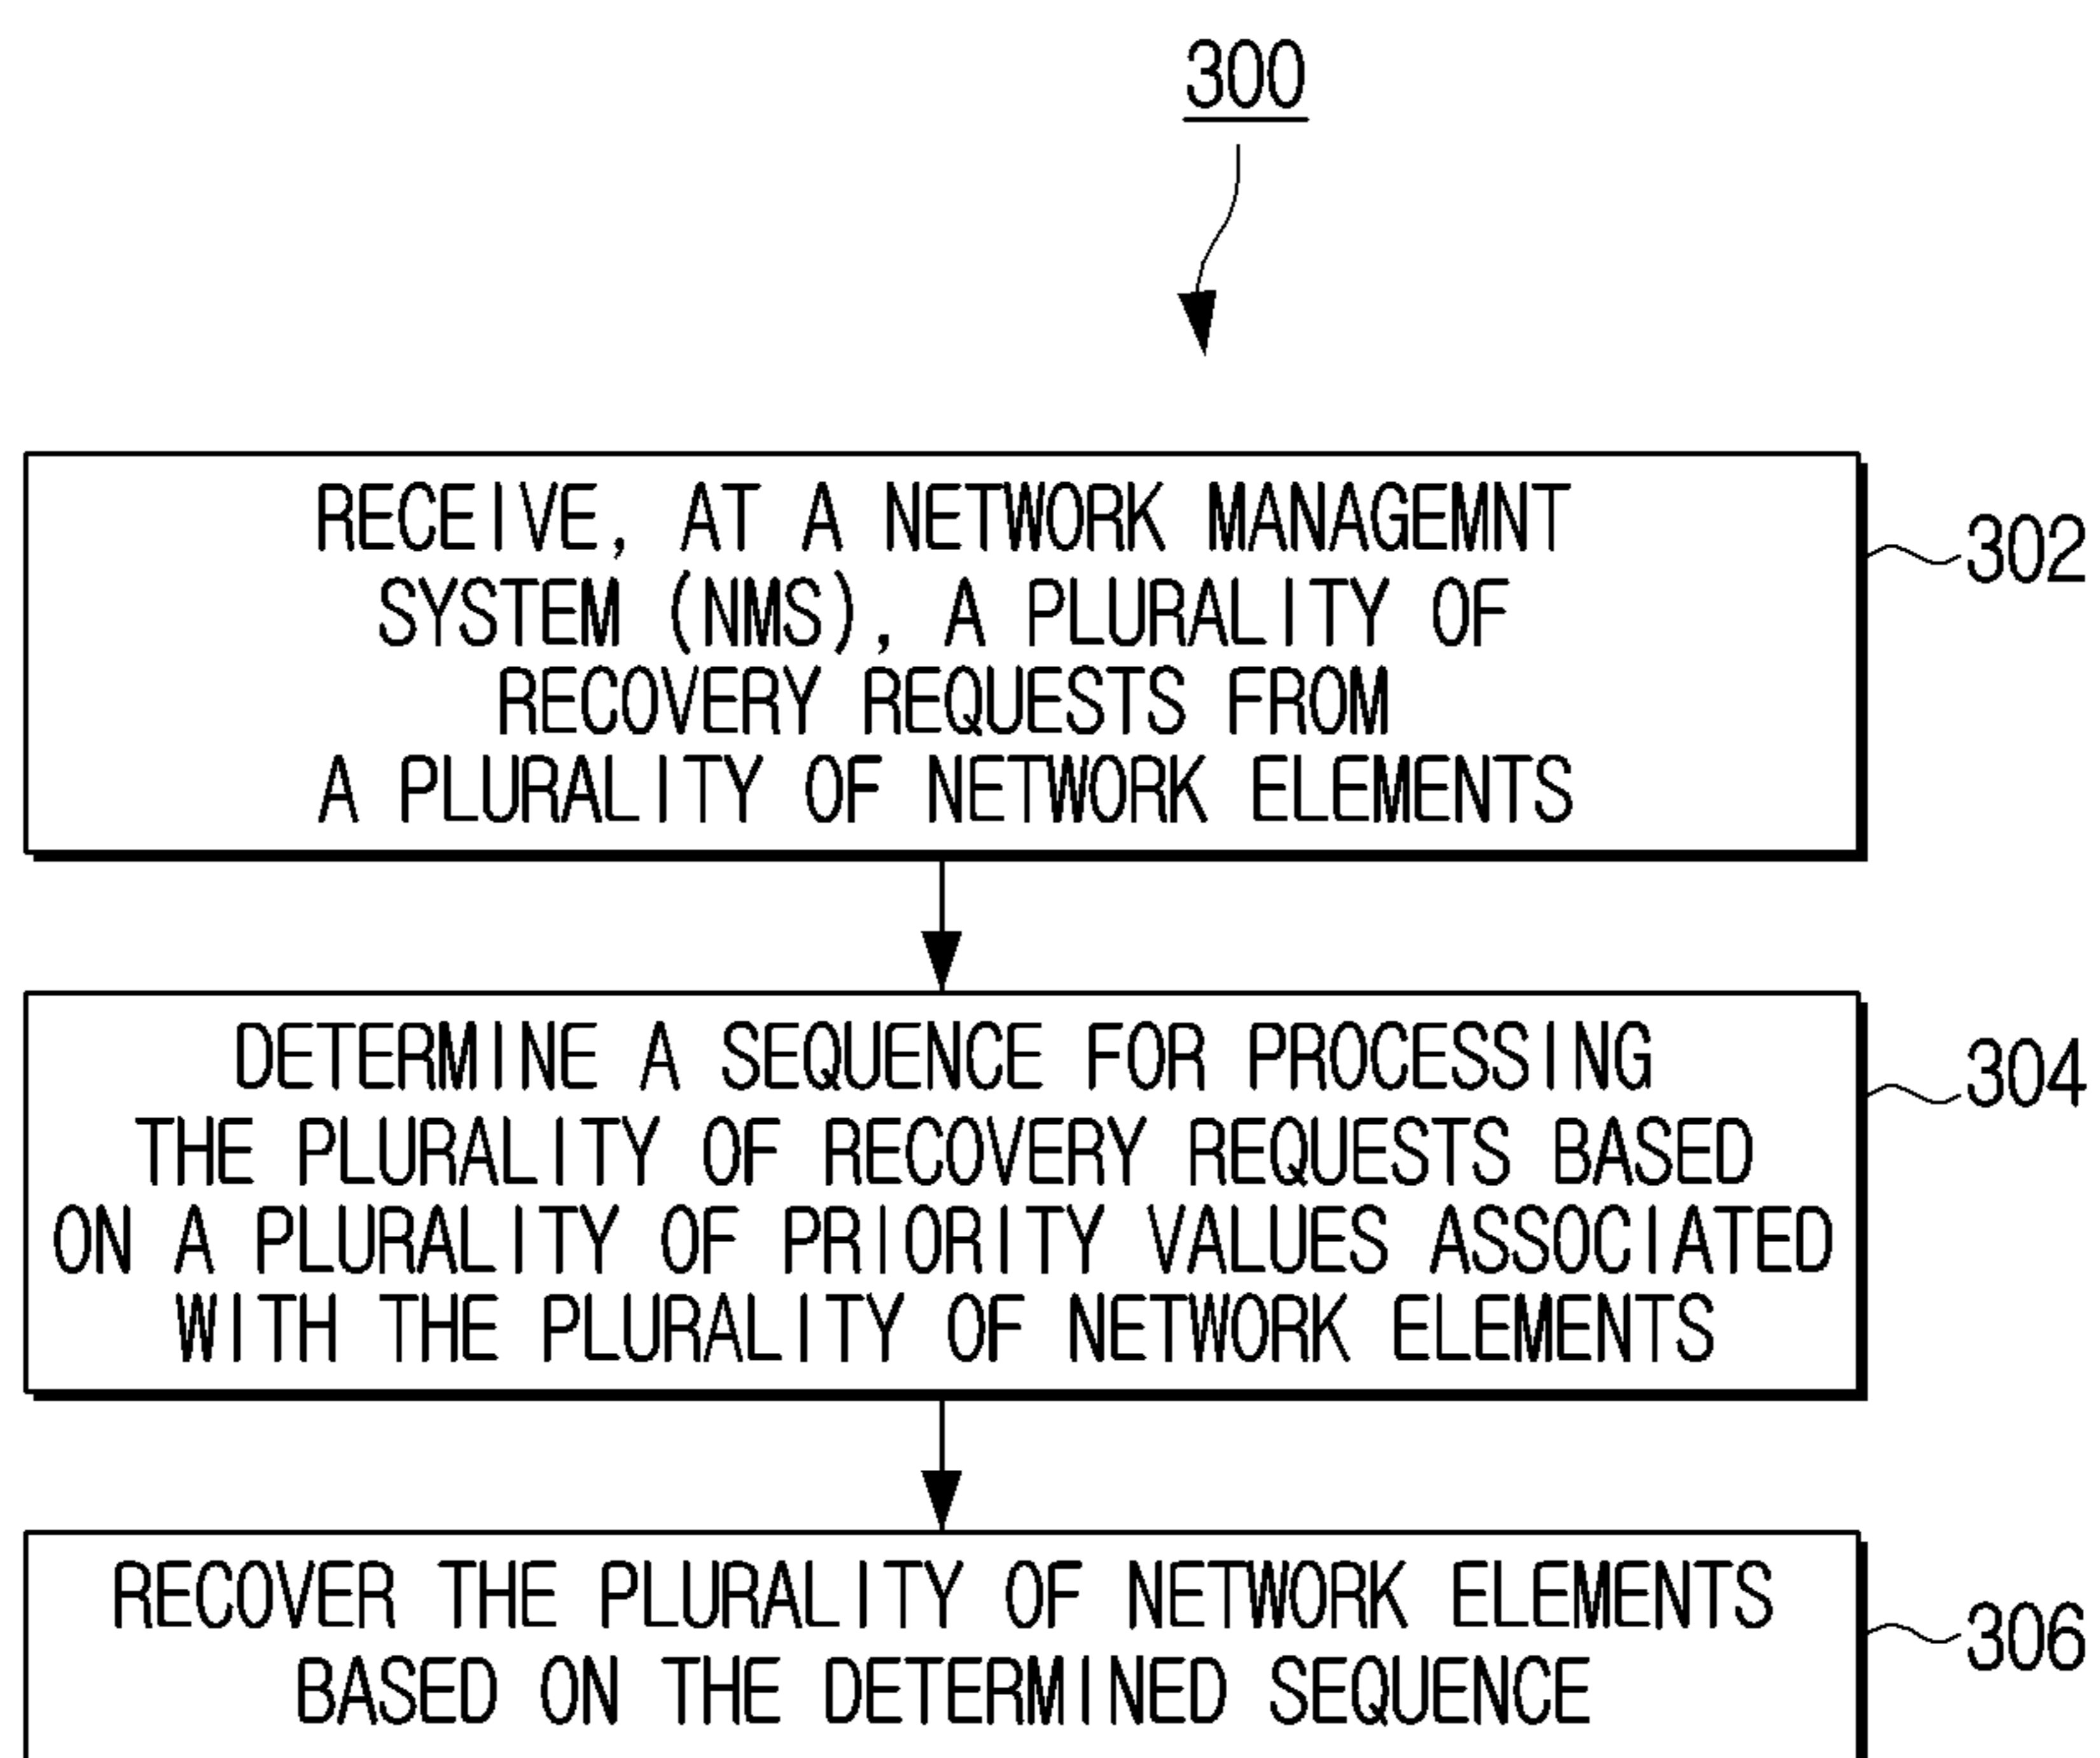 300
RECEIVE, AT A NETWORK MANAGEMNT
SYSTEM (NMS), A PLURALITY OF
RECOVERY REQUESTS FROM
A PLURALITY OF NETWORK ELEMENTS
302
DETERMINE A SEQUENCE FOR PROCESSING
THE PLURALITY OF RECOVERY REQUESTS BASED
ON A PLURALITY OF PRIORITY VALUES ASSOCIATED
WITH THE PLURALITY OF NETWORK ELEMENTS
304
RECOVER THE PLURALITY OF NETWORK ELEMENTS
BASED ON THE DETERMINED SEQUENCE
306